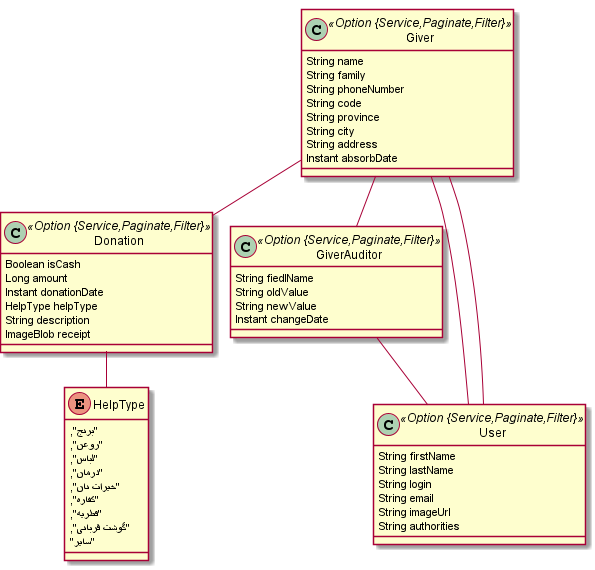 C «Option {Service,Paginate,Filter}»
Giver
String name
String family
String phoneNumber
String code
String province
String city
String address
Instant absorbDate
C «Option {Service,Paginate,Filter}»
Donation
Boolean isCash
Long amount
Instant donationDate
HelpType helpType
String description
ImageBlob receipt
C «Option {Service,Paginate,Filter}»
GiverAuditor
String fiedlName
String oldValue
String newValue
Instant changeDate
E HelpType
"برنج",
"روغن",
"لباس",
"درمان",
"خیرات نان",
"کفاره",
"فطریه",
"گوشت قربانی",
"سایر"
C «Option {Service,Paginate,Filter}»
User
String firstName
String lastName
String login
String email
String imageUrl
String authorities